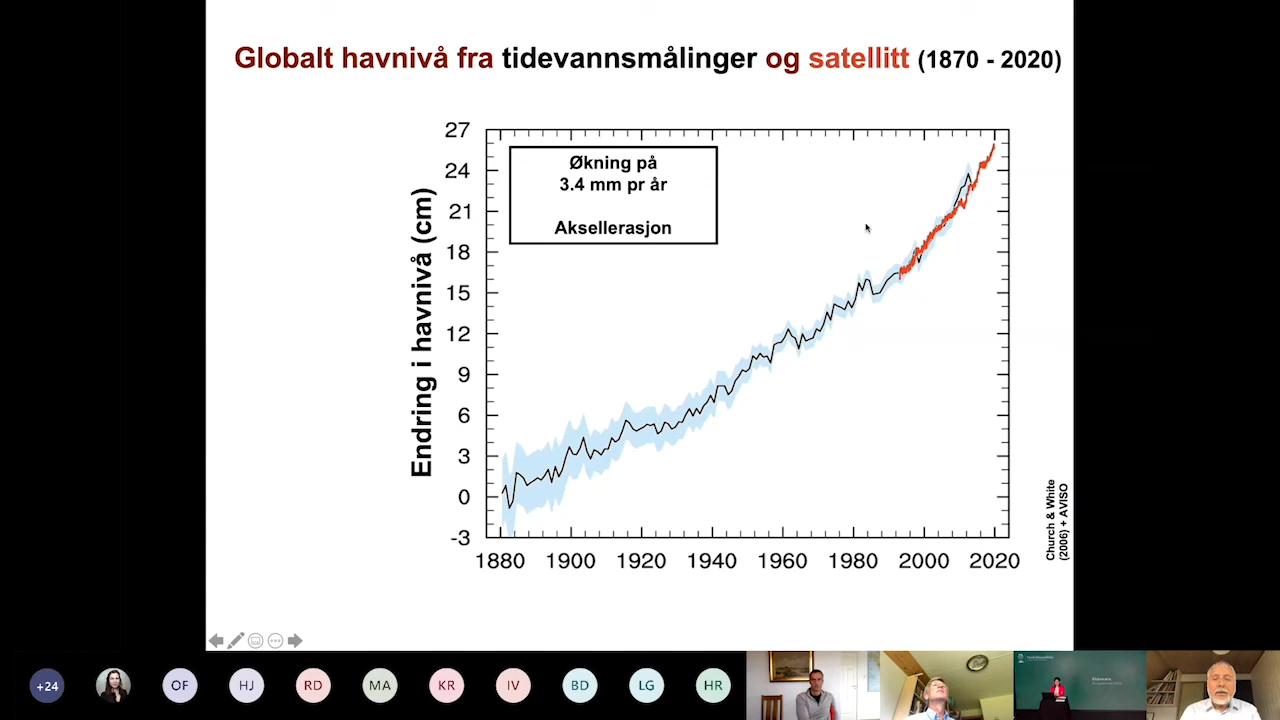 Globalt havnivå fra tidevannsmålinger og satellitt (1870 - 2020)
Økning på
3.4 mm pr år
Aksellerasjon
Endring i havnivå (cm)
27
24
21
18
15
12
9
6
3
0
-3
1880 1900 1920 1940 1960 1980 2000 2020
Church & White
(2006) + AVISO
+24 OF HJ RD MA KR IV BD LG HR